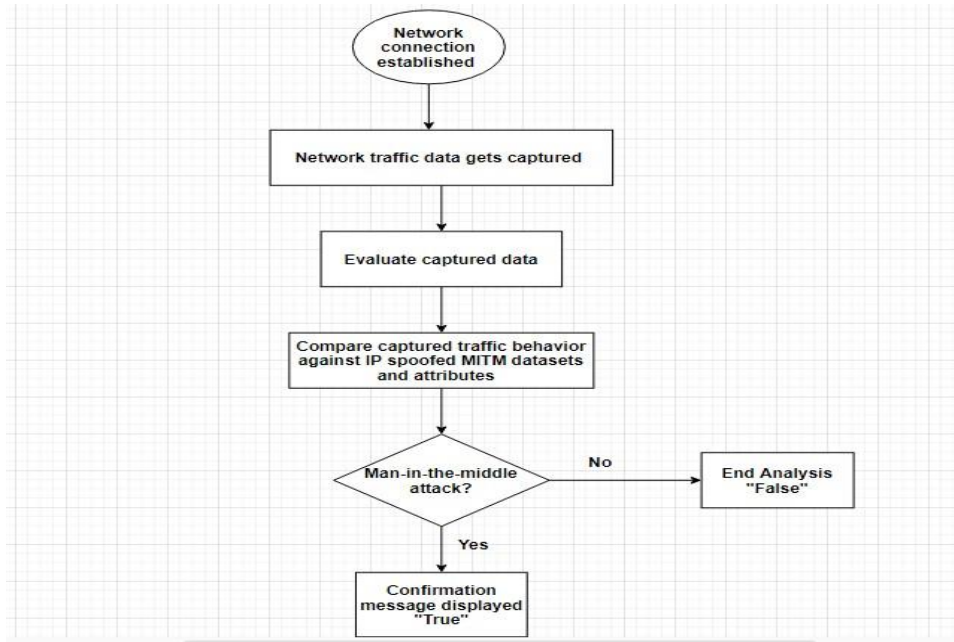 Network
connection
established
Network traffic data gets captured
Evaluate captured data
Compare captured traffic behavior
against IP spoofed MITM datasets
and attributes
Man-in-the-middle
attack?
No
End Analysis
"False"
Yes
Confirmation
message displayed
"True"